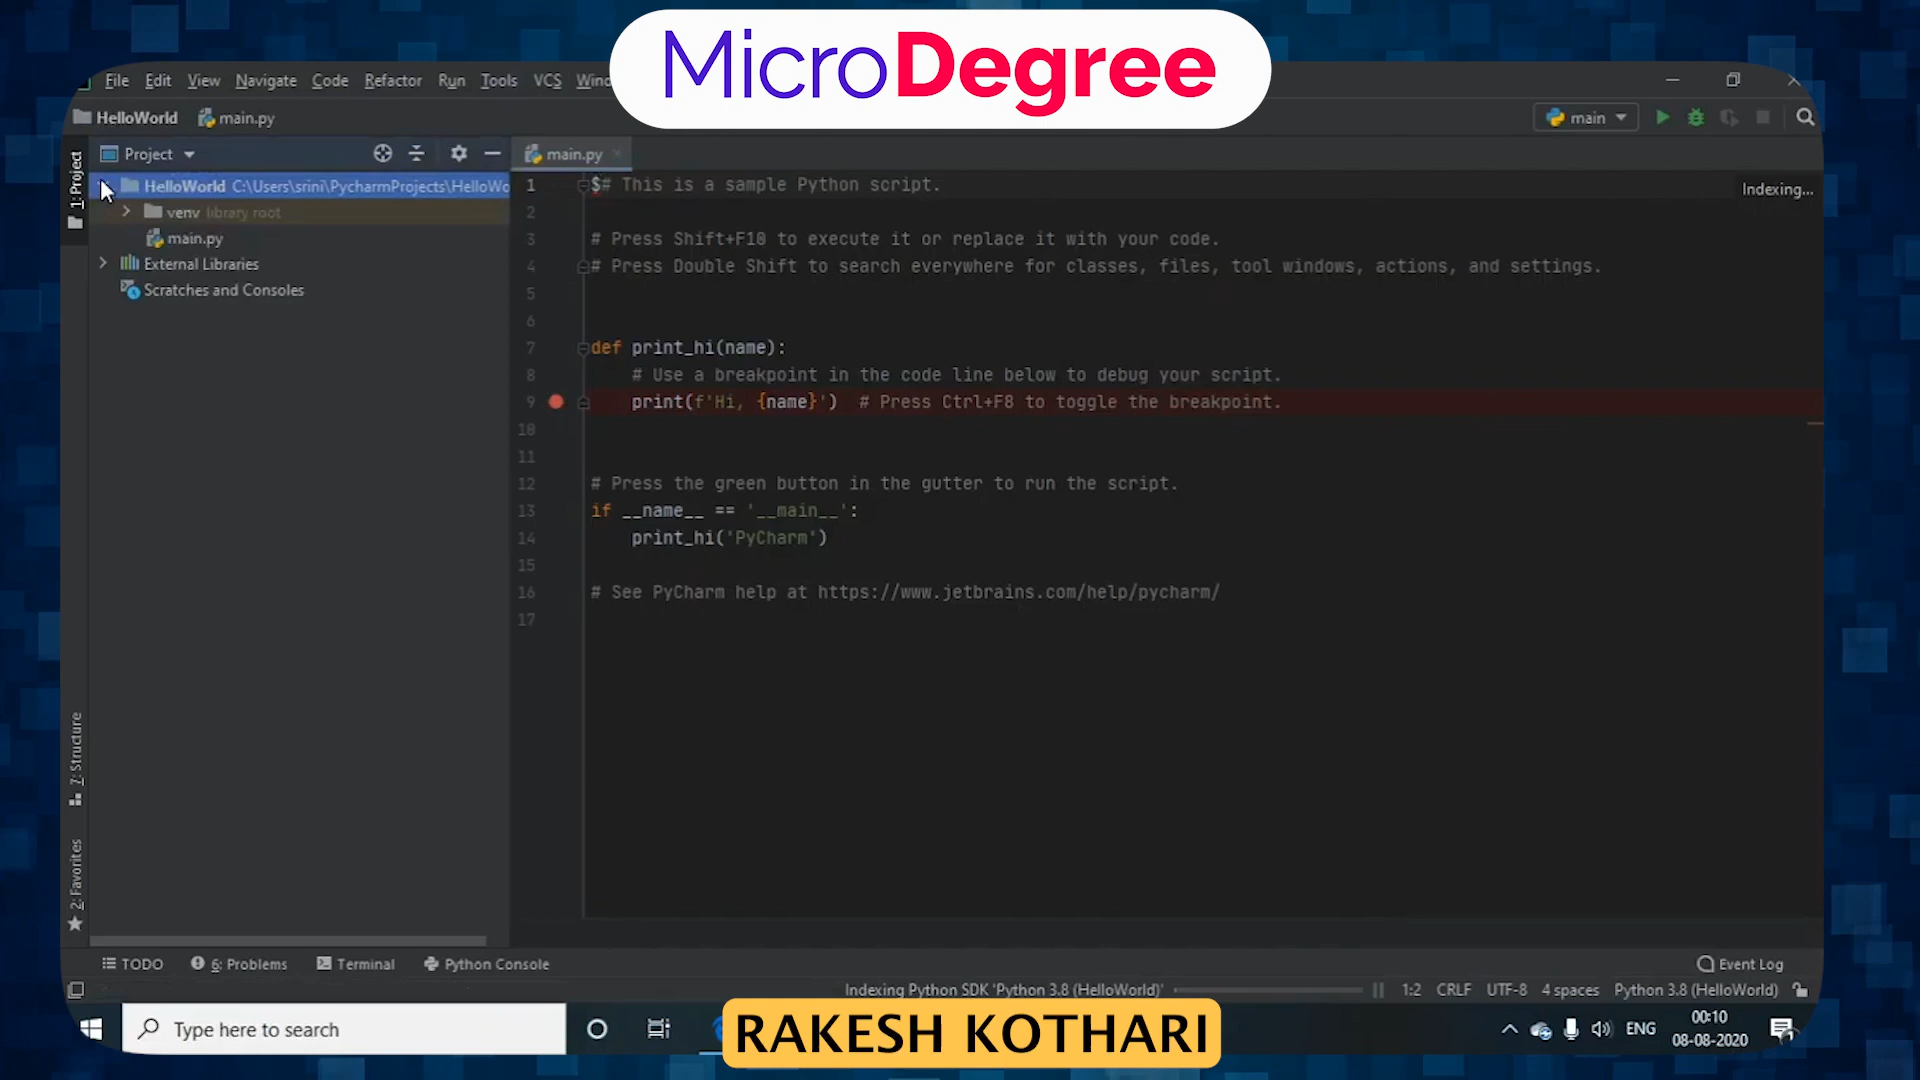 MicroDegree
File Edit View Navigate Code Refactor Run Tools VCS Wind
HelloWorld main.py
main
1: Project
Project
main.py
HelloWorld C:\Users\srini\PycharmProjects\HelloWo
venv library root
main.py
External Libraries
Scratches and Consoles
Indexing...
1 $# This is a sample Python script.
2
3 # Press Shift+F10 to execute it or replace it with your code.
4 # Press Double Shift to search everywhere for classes, files, tool windows, actions, and settings.
5
6
7 def print_hi(name):
8 # Use a breakpoint in the code line below to debug your script.
9 print(f'Hi, {name}') # Press Ctrl+F8 to toggle the breakpoint.
10
11
12 # Press the green button in the gutter to run the script.
13 if __name__ == '__main__':
14 print_hi('PyCharm')
15
16 # See PyCharm help at https://www.jetbrains.com/help/pycharm/
17
7: Structure
2: Favorites
TODO 6: Problems Terminal Python Console Event Log
Indexing Python SDK 'Python 3.8 (HelloWorld)' 1:2 CRLF UTF-8 4 spaces Python 3.8 (HelloWorld)
Type here to search
RAKESH KOTHARI
ENG
00:10
08-08-2020